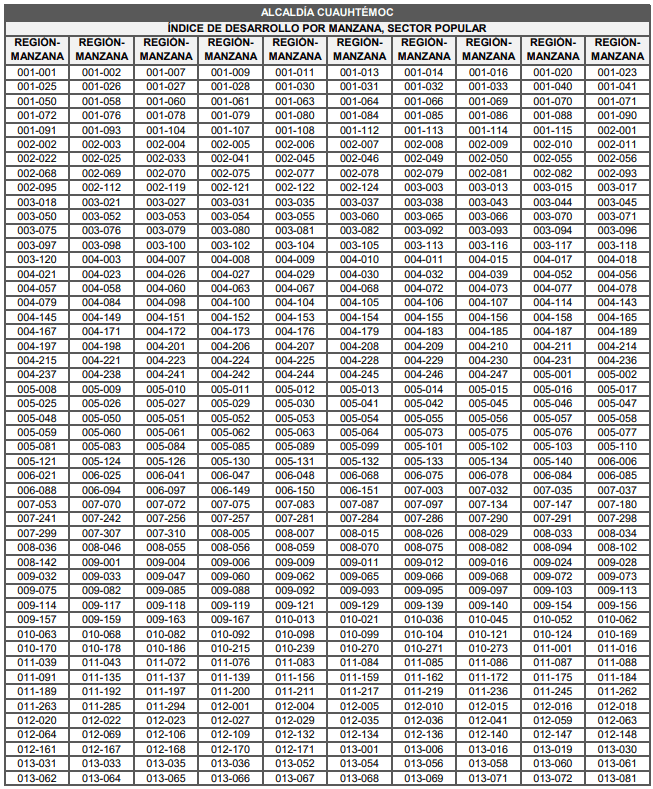 ALCALDÍA CUAUHTÉMOC
ÍNDICE DE DESARROLLO POR MANZANA, SECTOR POPULAR
REGIÓN- REGIÓN- REGIÓN- REGIÓN- REGIÓN- REGIÓN- REGIÓN- REGIÓN- REGIÓN- REGIÓN-
MANZANA MANZANA MANZANA MANZANA MANZANA MANZANA MANZANA MANZANA MANZANA MANZANA
001-001 001-002 001-007 001-009 001-011 001-013 001-014 001-016 001-020 001-023
001-025 001-026 001-027 001-028 001-030 001-031 001-032 001-033 001-040 001-041
001-050 001-058 001-060 001-061 001-063 001-064 001-066 001-069 001-070 001-071
001-072 001-076 001-078 001-079 001-080 001-084 001-085 001-086 001-088 001-090
001-091 001-093 001-104 001-107 001-108 001-112 001-113 001-114 001-115 002-001
002-002 002-003 002-004 002-005 002-006 002-007 002-008 002-009 002-010 002-011
002-022 002-025 002-033 002-041 002-045 002-046 002-049 002-050 002-055 002-056
002-068 002-069 002-070 002-075 002-077 002-078 002-079 002-081 002-082 002-093
002-095 002-112 002-119 002-121 002-122 002-124 003-003 003-013 003-015 003-017
003-018 003-021 003-027 003-031 003-035 003-037 003-038 003-043 003-044 003-045
003-050 003-052 003-053 003-054 003-055 003-060 003-065 003-066 003-070 003-071
003-075 003-076 003-079 003-080 003-081 003-082 003-092 003-093 003-094 003-096
003-097 003-098 003-100 003-102 003-104 003-105 003-113 003-116 003-117 003-118
003-120 004-003 004-007 004-008 004-009 004-010 004-011 004-015 004-017 004-018
004-021 004-023 004-026 004-027 004-029 004-030 004-032 004-039 004-052 004-056
004-057 004-058 004-060 004-063 004-067 004-068 004-072 004-073 004-077 004-078
004-079 004-084 004-098 004-100 004-104 004-105 004-106 004-107 004-114 004-143
004-145 004-149 004-151 004-152 004-153 004-154 004-155 004-156 004-158 004-165
004-167 004-171 004-172 004-173 004-176 004-179 004-183 004-185 004-187 004-189
004-197 004-198 004-201 004-206 004-207 004-208 004-209 004-210 004-211 004-214
004-215 004-221 004-223 004-224 004-225 004-228 004-229 004-230 004-231 004-236
004-237 004-238 004-241 004-242 004-244 004-245 004-246 004-247 005-001 005-002
005-008 005-009 005-010 005-011 005-012 005-013 005-014 005-015 005-016 005-017
005-025 005-026 005-027 005-029 005-030 005-041 005-042 005-045 005-046 005-047
005-048 005-050 005-051 005-052 005-053 005-054 005-055 005-056 005-057 005-058
005-059 005-060 005-061 005-062 005-063 005-064 005-073 005-075 005-076 005-077
005-081 005-083 005-084 005-085 005-089 005-099 005-101 005-102 005-103 005-110
005-121 005-124 005-126 005-130 005-131 005-132 005-133 005-134 005-140 006-006
006-021 006-025 006-041 006-047 006-048 006-068 006-075 006-078 006-084 006-085
006-088 006-094 006-097 006-149 006-150 006-151 007-003 007-032 007-035 007-037
007-053 007-070 007-072 007-075 007-083 007-087 007-097 007-134 007-147 007-180
007-241 007-242 007-256 007-257 007-281 007-284 007-286 007-290 007-291 007-298
007-299 007-307 007-310 008-005 008-007 008-015 008-026 008-029 008-033 008-034
008-036 008-046 008-055 008-056 008-059 008-070 008-075 008-082 008-094 008-102
008-142 009-001 009-004 009-006 009-009 009-011 009-012 009-016 009-024 009-028
009-032 009-033 009-047 009-060 009-062 009-065 009-066 009-068 009-072 009-073
009-075 009-082 009-085 009-088 009-092 009-093 009-095 009-097 009-103 009-113
009-114 009-117 009-118 009-119 009-121 009-129 009-139 009-140 009-154 009-156
009-157 009-159 009-163 009-167 010-013 010-021 010-036 010-045 010-052 010-062
010-063 010-068 010-082 010-092 010-098 010-099 010-104 010-121 010-124 010-169
010-170 010-178 010-186 010-215 010-239 010-270 010-271 010-273 011-001 011-016
011-039 011-043 011-072 011-076 011-083 011-084 011-085 011-086 011-087 011-088
011-091 011-135 011-137 011-139 011-156 011-159 011-162 011-172 011-175 011-184
011-189 011-192 011-197 011-200 011-211 011-217 011-219 011-236 011-245 011-262
011-263 011-285 011-294 012-001 012-004 012-005 012-010 012-015 012-016 012-018
012-020 012-022 012-023 012-027 012-029 012-035 012-036 012-041 012-059 012-063
012-064 012-069 012-106 012-109 012-132 012-134 012-136 012-140 012-147 012-148
012-161 012-167 012-168 012-170 012-171 013-001 013-006 013-016 013-019 013-030
013-031 013-033 013-035 013-036 013-052 013-054 013-056 013-058 013-060 013-061
013-062 013-064 013-065 013-066 013-067 013-068 013-069 013-071 013-072 013-081